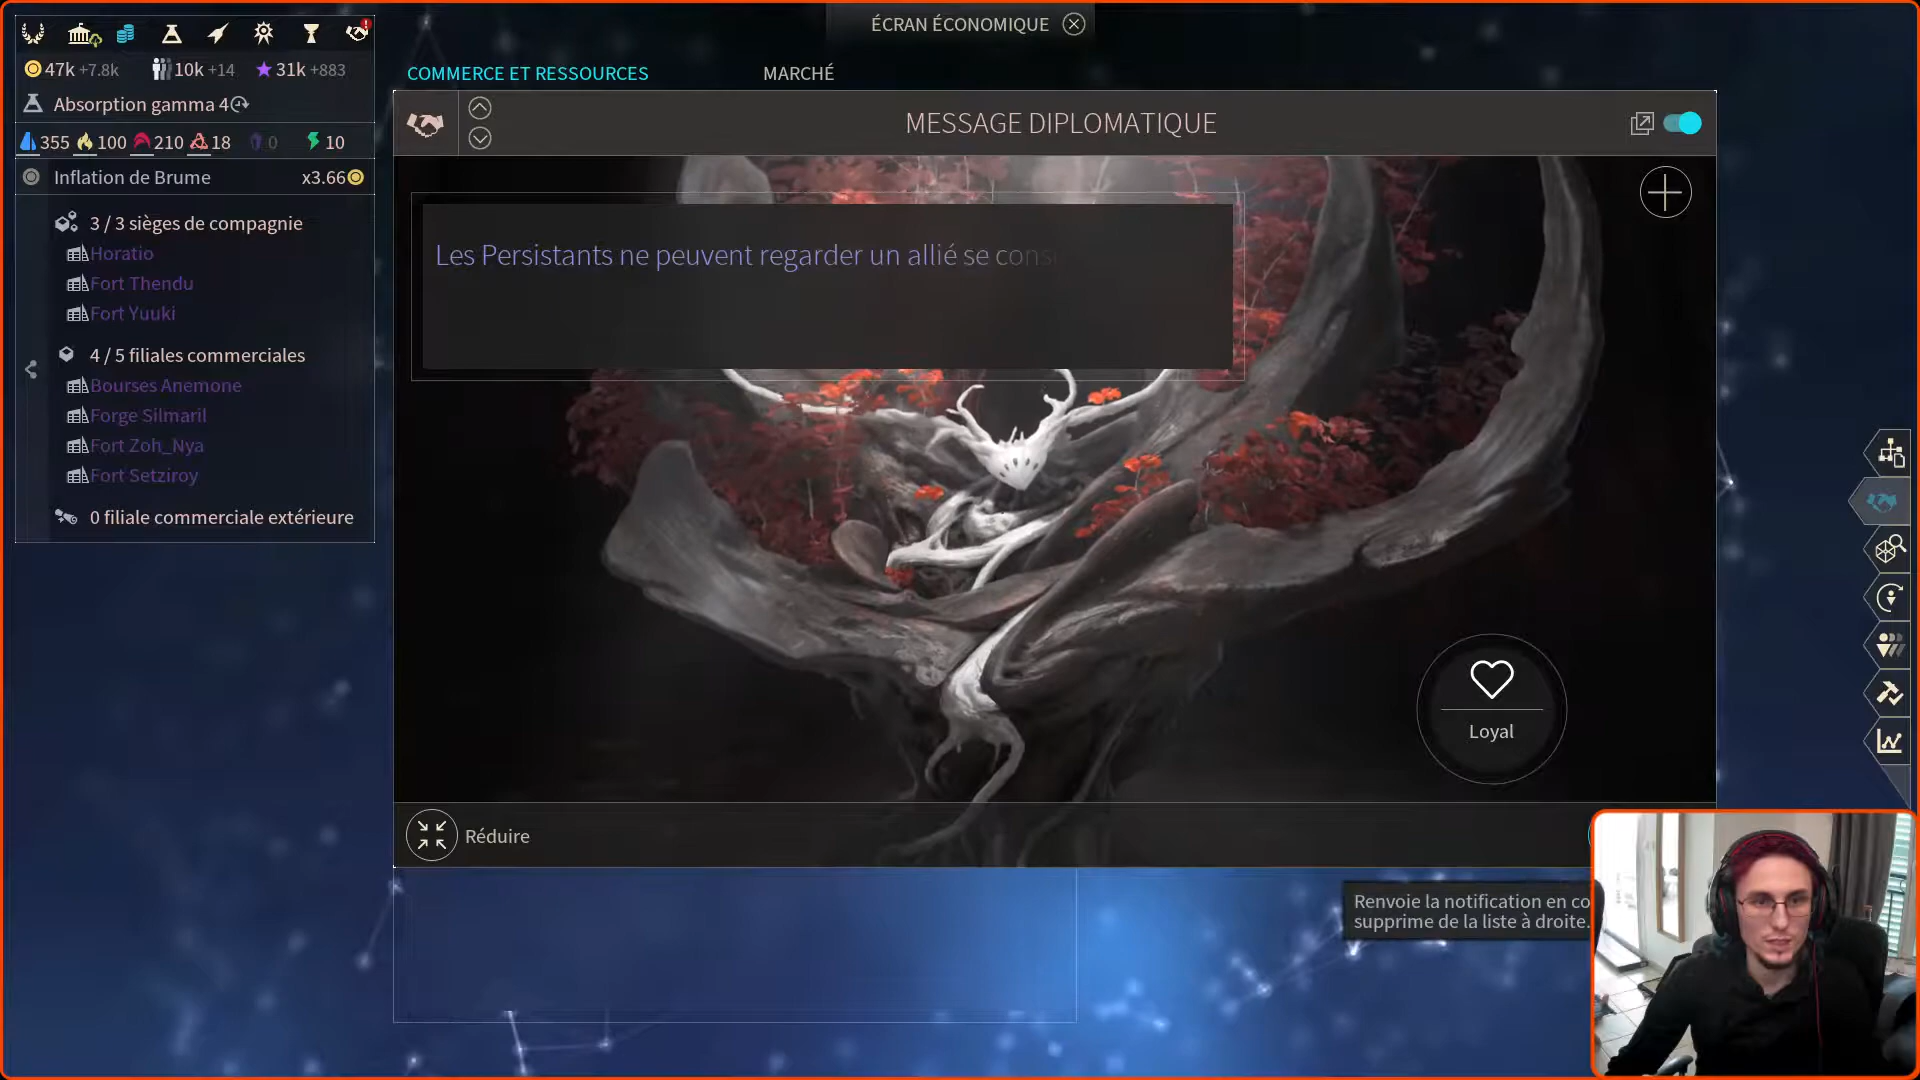 ÉCRAN ÉCONOMIQUE
47k +7.8k
10k +14
31k +883
Absorption gamma 4
355
100
210
18
0
10
Inflation de Brume
x3.66
3 / 3 sièges de compagnie
Horatio
Fort Thendu
Fort Yuuki
4 / 5 filiales commerciales
Bourses Anemone
Forge Silmaril
Fort Zoh_Nya
Fort Setziroy
0 filiale commerciale extérieure
COMMERCE ET RESSOURCES
MARCHÉ
MESSAGE DIPLOMATIQUE
Les Persistants ne peuvent regarder un allié se cons
Loyal
Réduire
Renvoie la notification en co
supprime de la liste à droite.